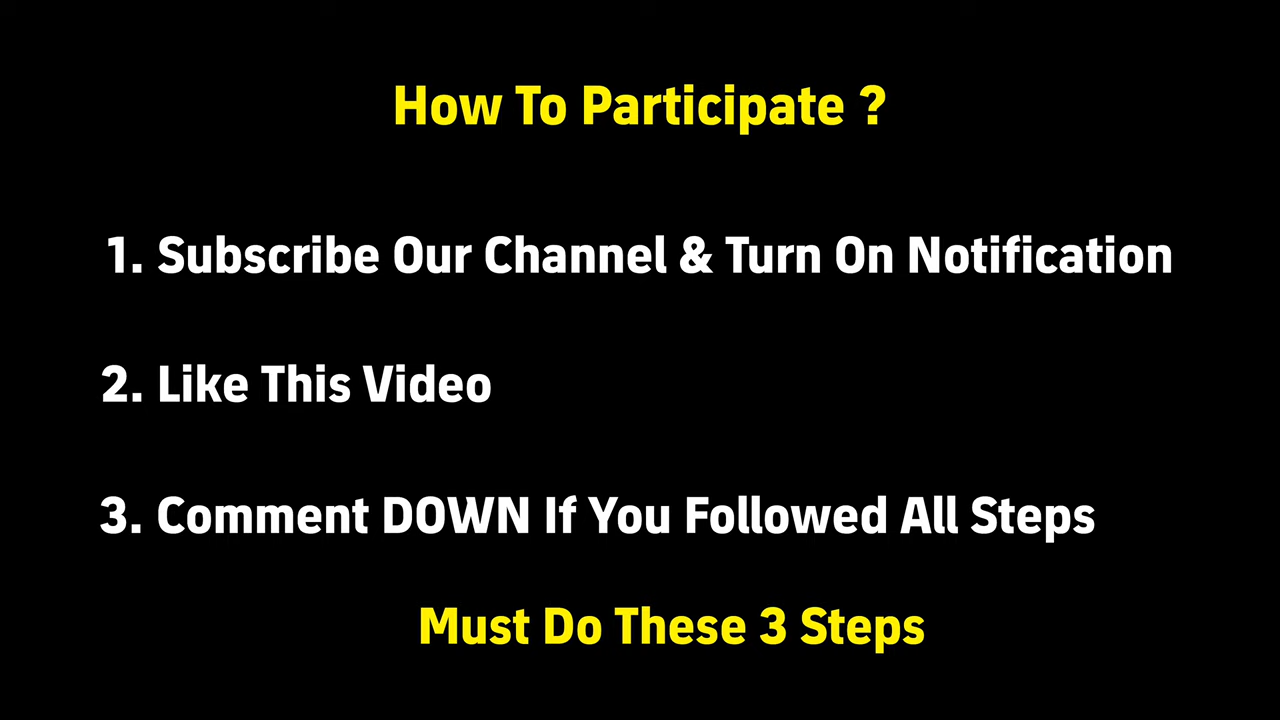 How To Participate ?
1. Subscribe Our Channel & Turn On Notification
2. Like This Video
3. Comment DOWN If You Followed All Steps
Must Do These 3 Steps